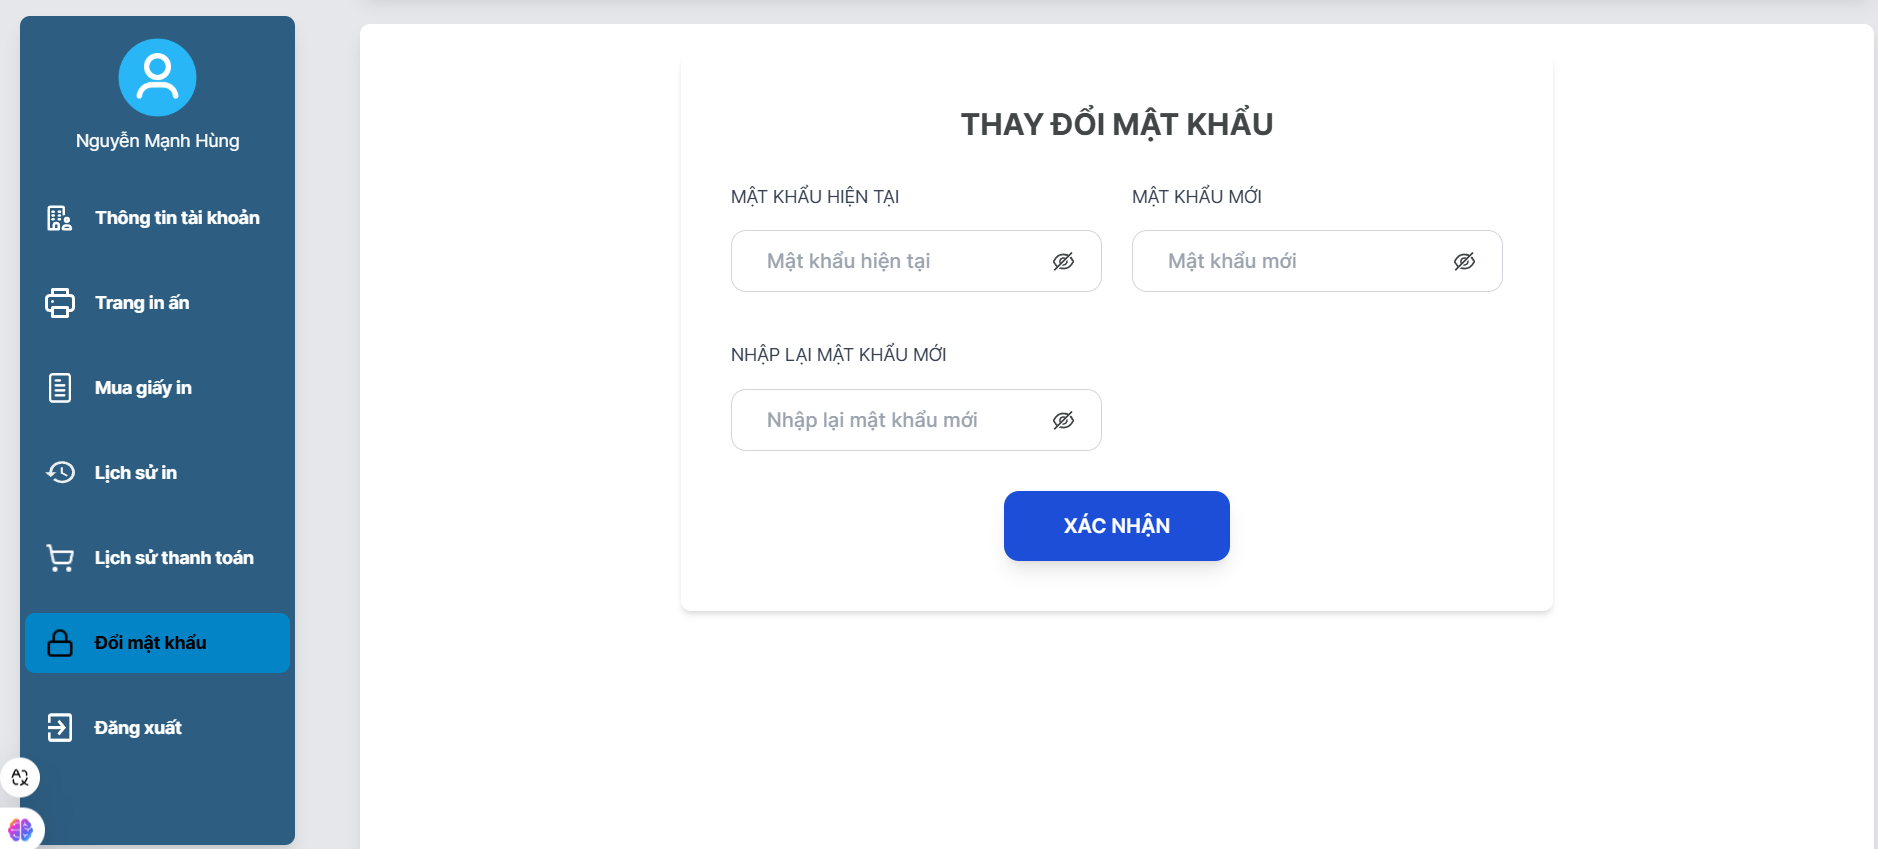 Nguyễn Mạnh Hùng
Thông tin tài khoản
Trang in ấn
Mua giấy in
Lịch sử in
Lịch sử thanh toán
Đổi mật khẩu
Đăng xuất
THAY ĐỔI MẬT KHẨU
MẬT KHẨU HIỆN TẠI
MẬT KHẨU MỚI
Mật khẩu hiện tại
Mật khẩu mới
NHẬP LẠI MẬT KHẨU MỚI
Nhập lại mật khẩu mới
XÁC NHẬN